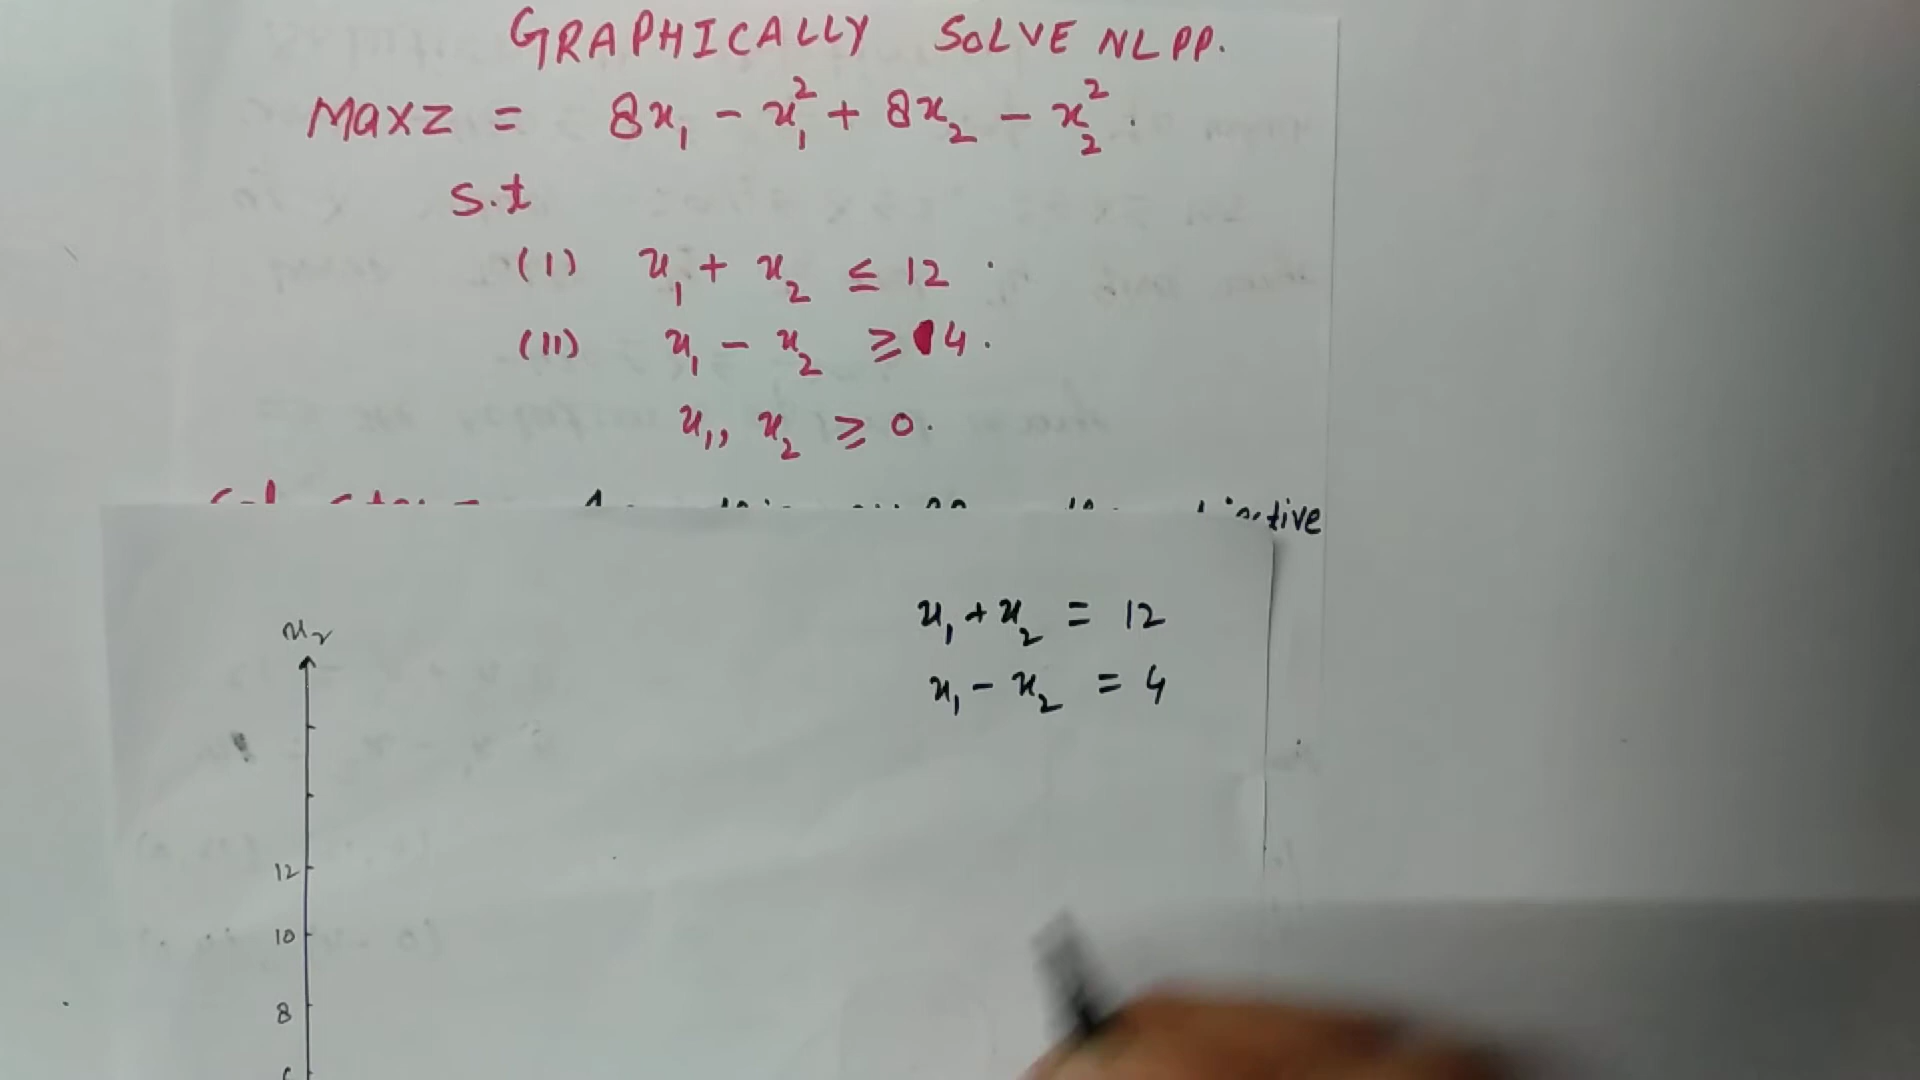 GRAPHICALLY SOLVE NLPP.
Max Z = 8x₁ - x₁² + 8x₂ - x₂².
s.t
(I) x₁ + x₂ ≤ 12
(II) x₁ - x₂ ≥ 4.
x₁, x₂ ≥ 0.
x₁ + x₂ = 12
x₁ - x₂ = 4
x₂
12
10
8